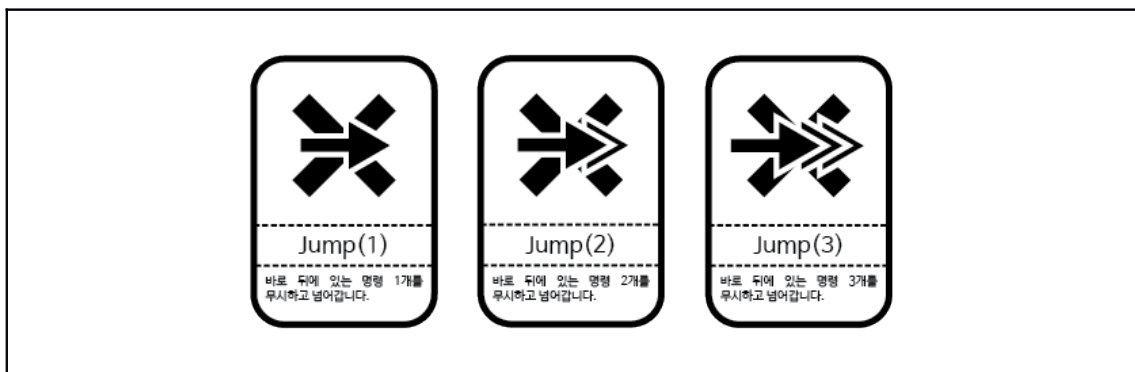 Jump(1)
바로 뒤에 있는 명령 1개를
무시하고 넘어갑니다.
Jump(2)
바로 뒤에 있는 명령 2개를
무시하고 넘어갑니다.
Jump(3)
바로 뒤에 있는 명령 3개를
무시하고 넘어갑니다.